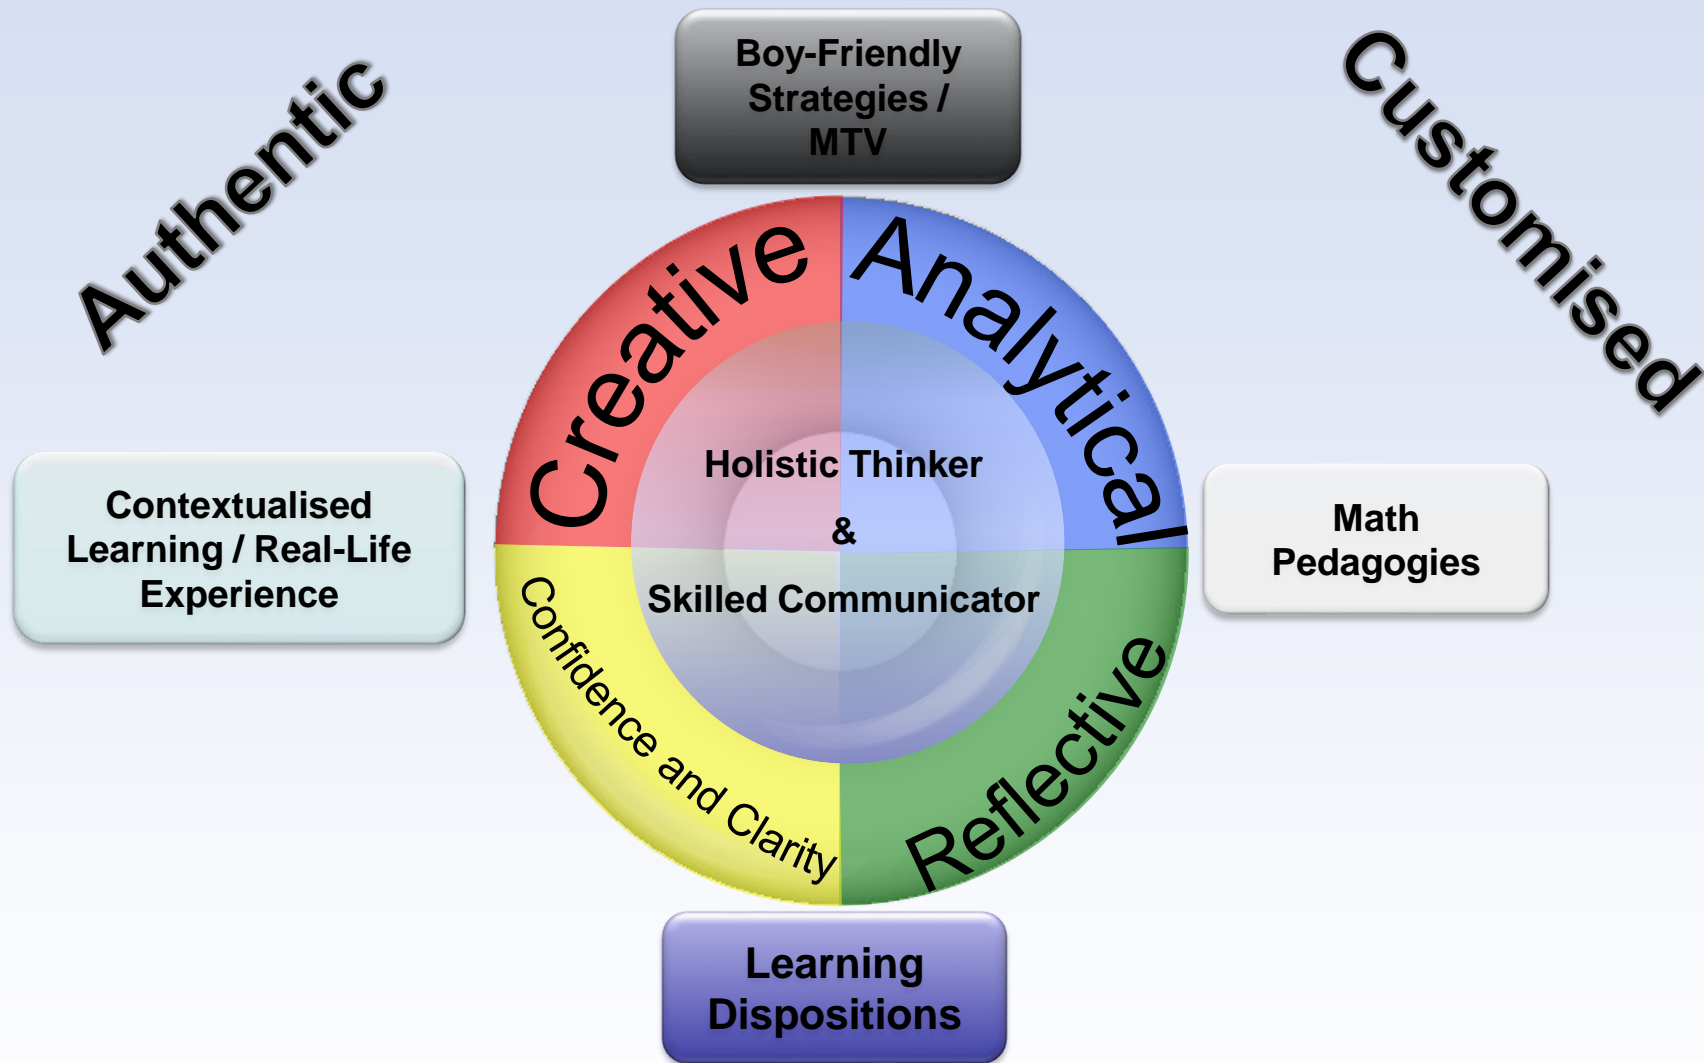 Boy-Friendly
Strategies /
MTV
Authentic
Customised
Creative
Analytical
Holistic Thinker
&
Skilled Communicator
Contextualised
Learning / Real-Life
Experience
Math
Pedagogies
Confidence and Clarity
Reflective
Learning
Dispositions